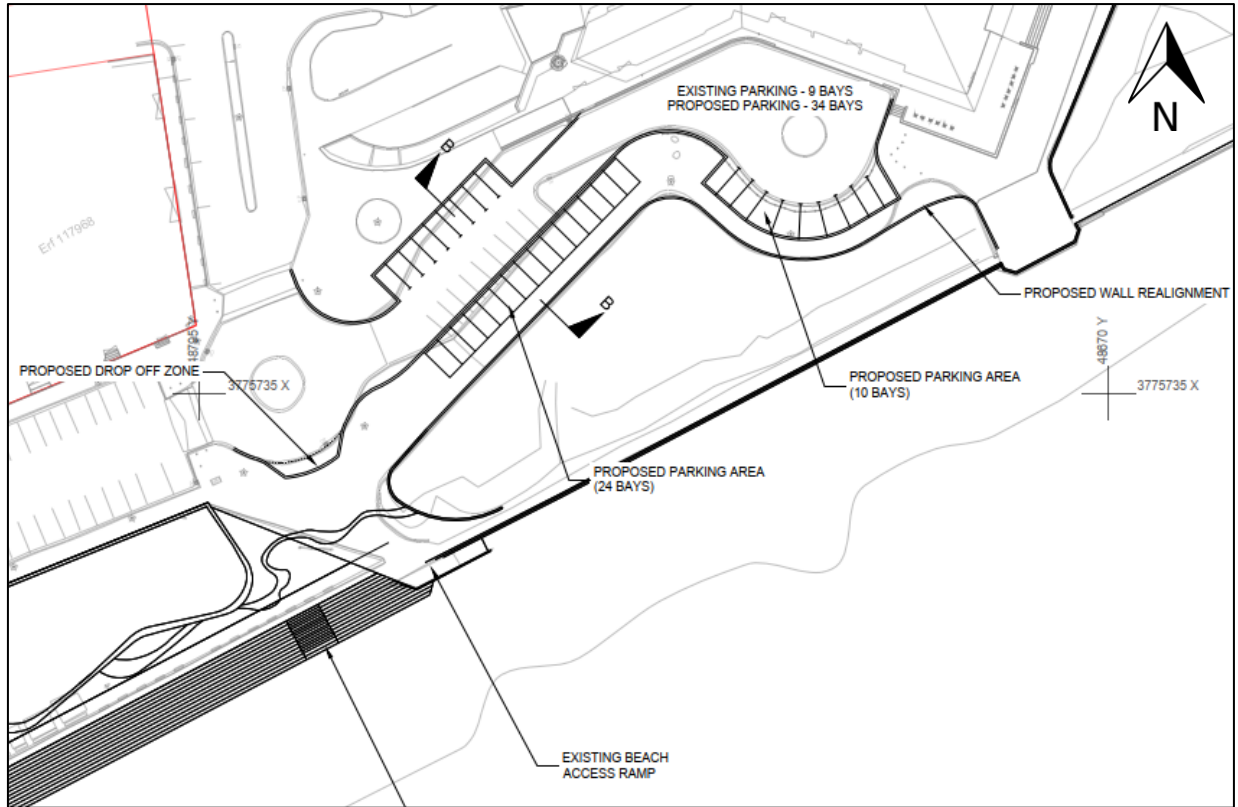 N
EXISTING PARKING - 9 BAYS
PROPOSED PARKING - 34 BAYS
B
Erf 117968
B
PROPOSED WALL REALIGNMENT
48795 Y
3775735 X
PROPOSED DROP OFF ZONE
48670 Y
3775735 X
PROPOSED PARKING AREA
(10 BAYS)
PROPOSED PARKING AREA
(24 BAYS)
EXISTING BEACH
ACCESS RAMP